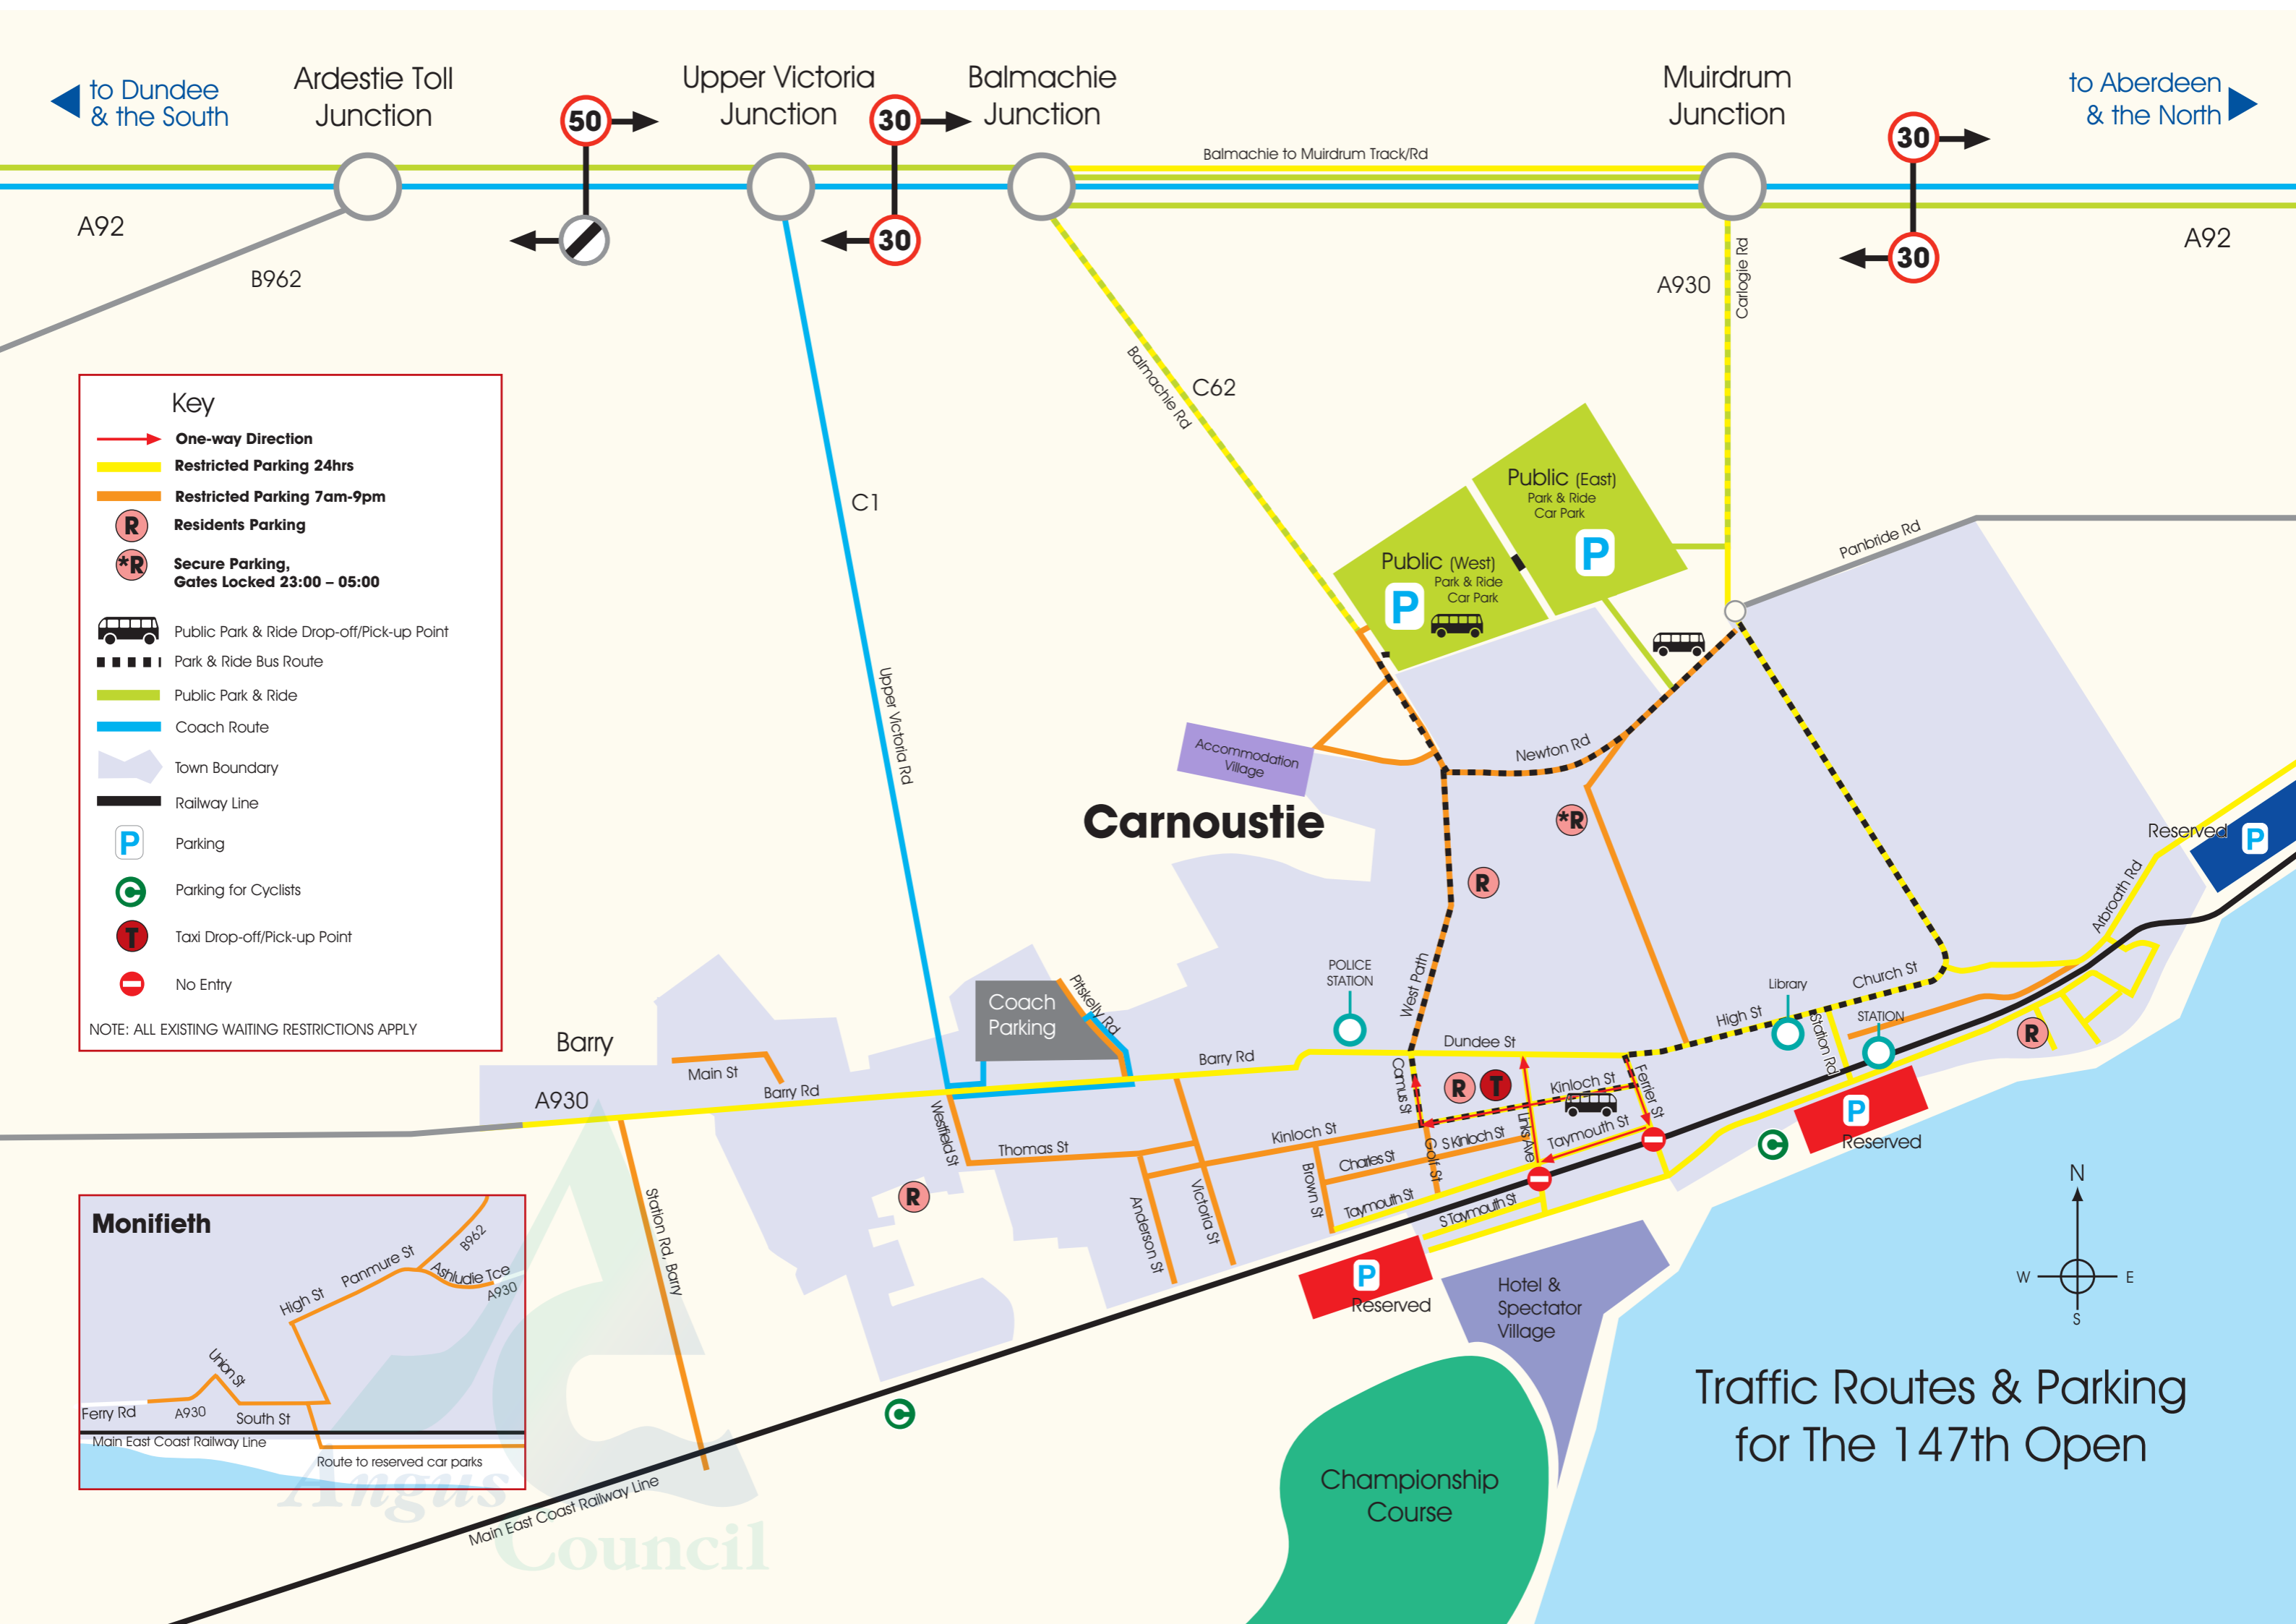 to Dundee
& the South
Ardestie Toll
Junction
50
Upper Victoria
Junction
30
Balmachie
Junction
Muirdrum
Junction
30
to Aberdeen
& the North
Balmachie to Muirdrum Track/Rd
A92
B962
30
A930
Carlogie Rd
30
A92
Balmachie Rd
C62
C1
Upper Victoria Rd
Key
One-way Direction
Restricted Parking 24hrs
Restricted Parking 7am-9pm
R
Residents Parking
*R
Secure Parking,
Gates Locked 23:00 – 05:00
Public Park & Ride Drop-off/Pick-up Point
Park & Ride Bus Route
Public Park & Ride
Coach Route
Town Boundary
Railway Line
P
Parking
C
Parking for Cyclists
T
Taxi Drop-off/Pick-up Point
No Entry
NOTE: ALL EXISTING WAITING RESTRICTIONS APPLY
Public (East)
Park & Ride
Car Park
P
Public (West)
Park & Ride
Car Park
P
Panbride Rd
Accommodation
Village
Newton Rd
Carnoustie
*R
R
Reserved
P
Arbroath Rd
POLICE
STATION
West Path
Library
Church St
STATION
High St
Station Rd
R
Coach
Parking
Pitskelly Rd
Barry
Main St
Barry Rd
Barry Rd
Dundee St
A930
Camus St
R
T
Kinloch St
Ferrier St
Links Ave
Taymouth St
P
Reserved
C
Westfield St
Thomas St
Kinloch St
S Kinloch St
Golf St
Charles St
Brown St
Taymouth St
S Taymouth St
Anderson St
Victoria St
R
Station Rd, Barry
P
Reserved
Hotel &
Spectator
Village
N
W
E
S
Monifieth
B962
Panmure St
Ashludie Tce
A930
High St
Union St
Ferry Rd
A930
South St
Main East Coast Railway Line
Route to reserved car parks
C
Main East Coast Railway Line
Angus
Council
Championship
Course
Traffic Routes & Parking
for The 147th Open